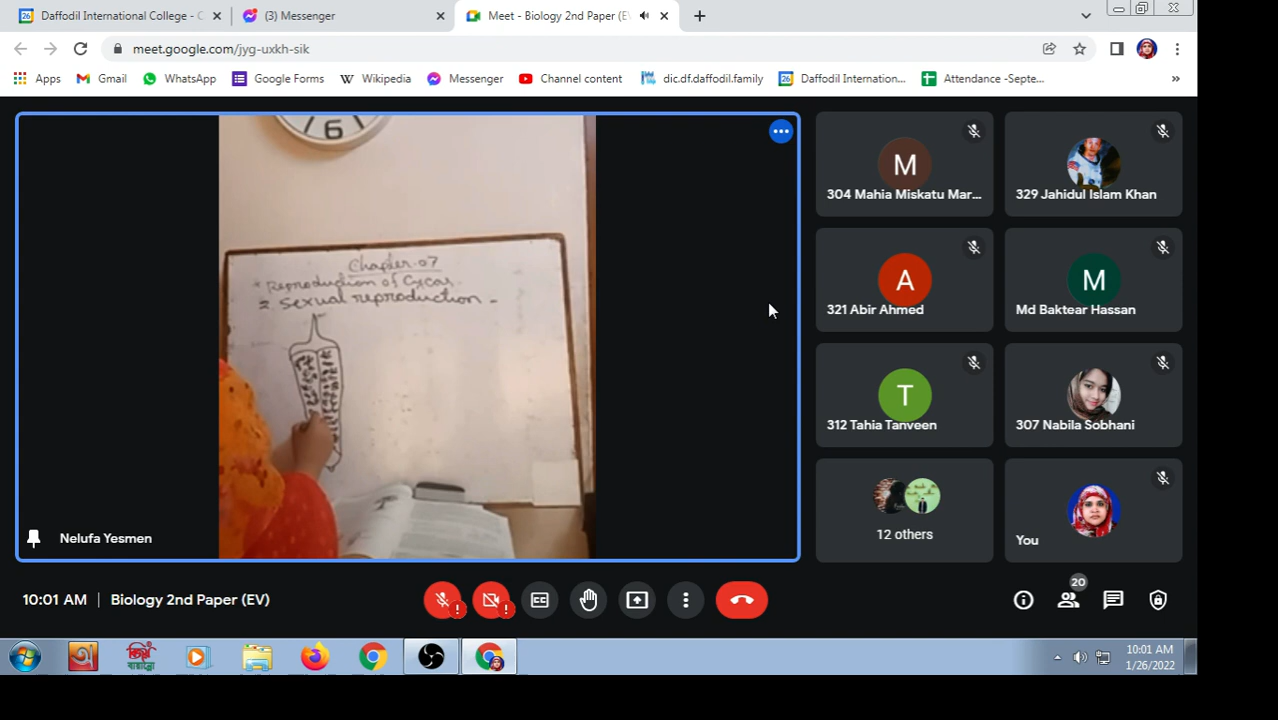 Daffodil International College - C
(3) Messenger
Meet - Biology 2nd Paper (EV
meet.google.com/jyg-uxkh-sik
Apps
Gmail
WhatsApp
Google Forms
Wikipedia
Messenger
Channel content
dic.df.daffodil.family
Daffodil Internation...
Attendance -Septe...
6
Chapter-07
* Reproduction of Cycas.
* Sexual reproduction -
Nelufa Yesmen
M
304 Mahia Miskatu Mar...
329 Jahidul Islam Khan
A
321 Abir Ahmed
M
Md Baktear Hassan
T
312 Tahia Tanveen
307 Nabila Sobhani
12 others
You
10:01 AM | Biology 2nd Paper (EV)
20
10:01 AM
1/26/2022